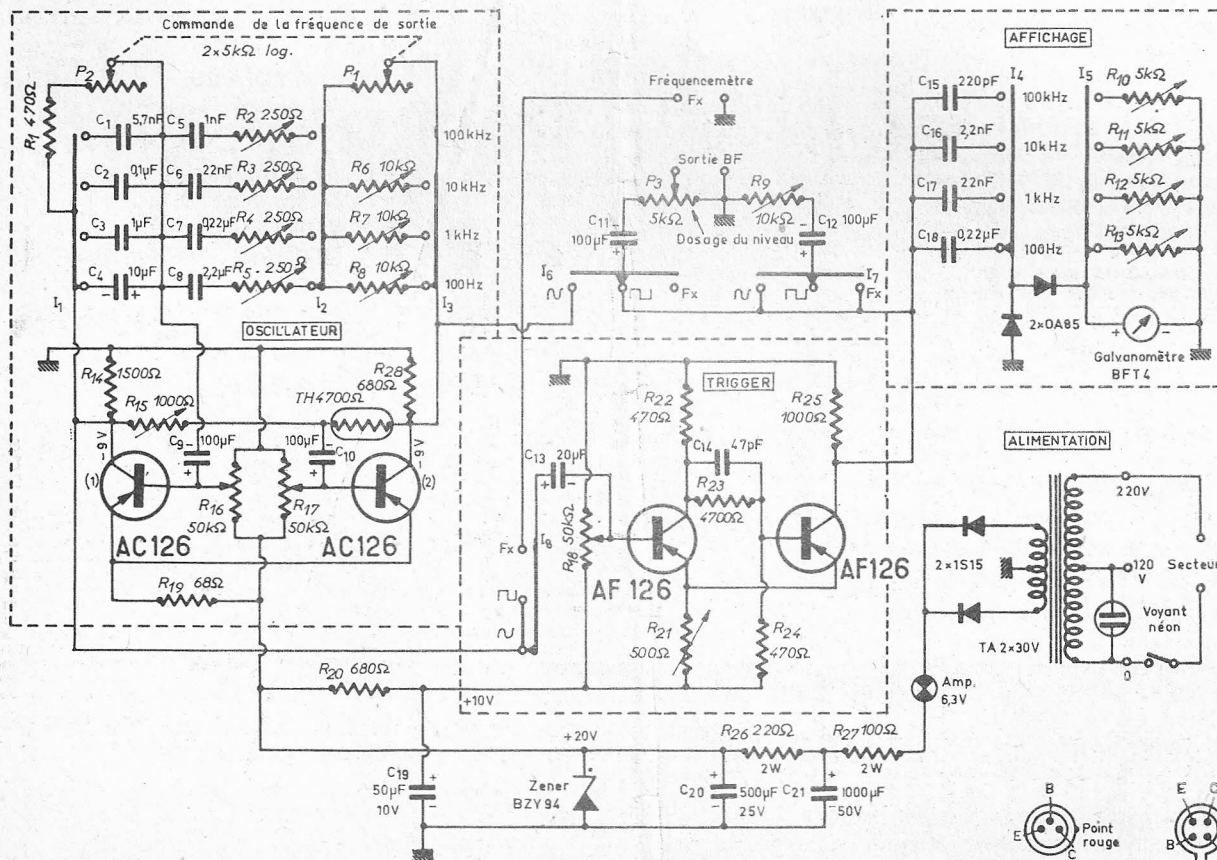 Commande de la fréquence de sortie
2×5kΩ log.
P2
P1
R1 470Ω
C1 5,7nF
C5 1nF
R2 250Ω
100kHz
C2 0,1µF
C6 22nF
R3 250Ω
R6 10kΩ
10kHz
C3 1µF
C7 0,22µF
R4 250Ω
R7 10kΩ
1kHz
C4 10µF
- +
C8 2,2µF
R5 250Ω
R8 10kΩ
100Hz
I1
I2
I3
OSCILLATEUR
R14 1500Ω
R15 1000Ω
R28 680Ω
TH4700Ω
-9V
-9V
C9 100µF
- +
100µF C10
- +
(1)
(2)
R16 50kΩ
R17 50kΩ
AC126
AC126
R19 68Ω
R20 680Ω
+10V
Fréquencemètre
Fx
Sortie BF
P3 5kΩ
R9 10kΩ
C11 100µF
- +
C12 100µF
- +
Dosage du niveau
I6
I7
Fx
Fx
TRIGGER
R22 470Ω
R25 1000Ω
C14 47pF
C13 20µF
+ -
R23 4700Ω
R18 50kΩ
Fx
I8
AF126
AF126
R21 500Ω
R24 470Ω
AFFICHAGE
C15 220pF
I4
I5
R10 5kΩ
100kHz
C16 2,2nF
R11 5kΩ
10kHz
C17 22nF
R12 5kΩ
1kHz
C18 0,22µF
R13 5kΩ
100Hz
2×OA85
+ -
Galvanomètre
BFT4
ALIMENTATION
220V.
2×1S15
120 V
Secteur
Voyant
néon
TA 2×30V
0
Amp.
6,3V
+20V
R26 220Ω
2W
R27 100Ω
2W
C19 50µF 10V
+ -
Zener
BZY94
C20 500µF 25V
+ -
C21 1000µF 50V
+ -
B
E
C
Point
rouge
E
B